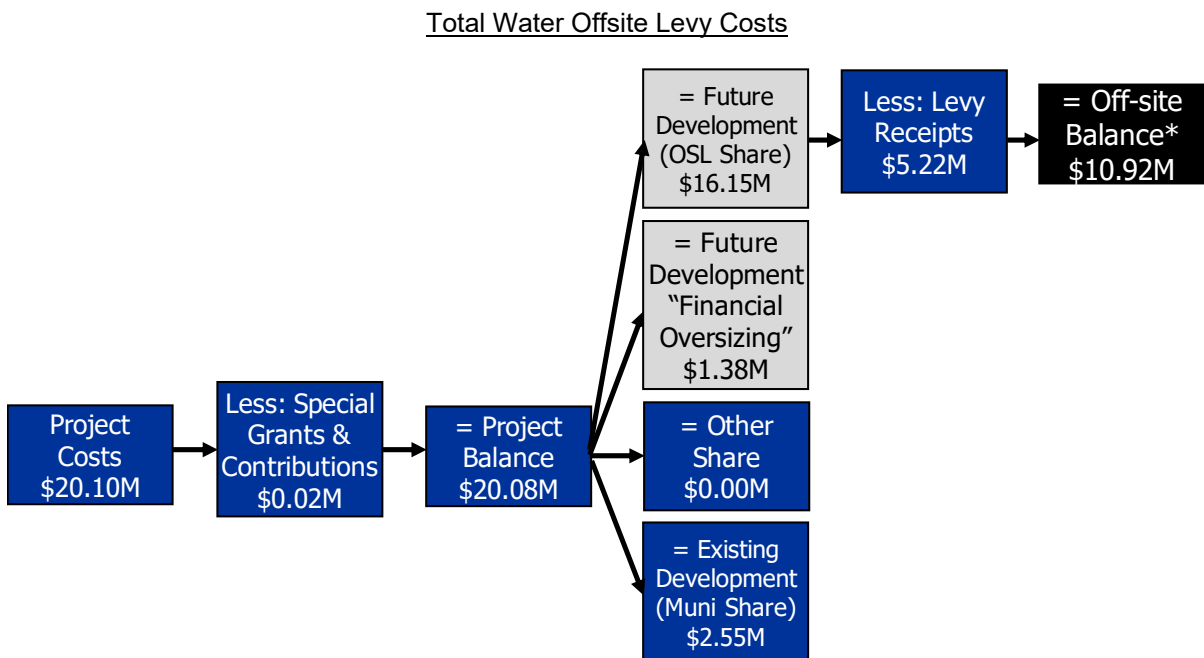 Total Water Offsite Levy Costs
Project
Costs
$20.10M
Less: Special
Grants &
Contributions
$0.02M
= Project
Balance
$20.08M
= Future
Development
(OSL Share)
$16.15M
Less: Levy
Receipts
$5.22M
= Off-site
Balance*
$10.92M
= Future
Development
“Financial
Oversizing”
$1.38M
= Other
Share
$0.00M
= Existing
Development
(Muni Share)
$2.55M